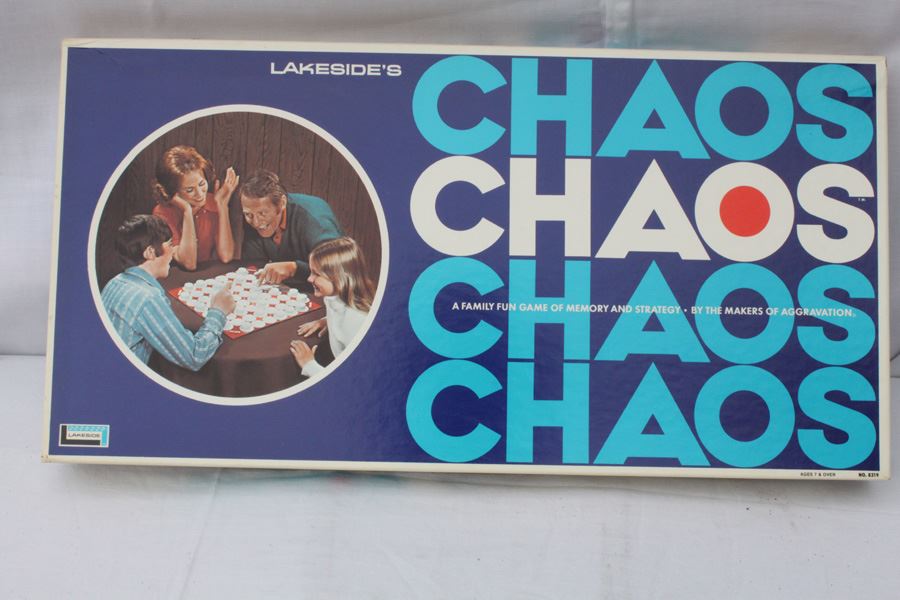 LAKESIDE'S
CHAOS
CHAOS
TM
CHAOS
A FAMILY FUN GAME OF MEMORY AND STRATEGY • BY THE MAKERS OF AGGRAVATION
CHAOS
LAKESIDE
AGES 7 & OVER
NO. 8319